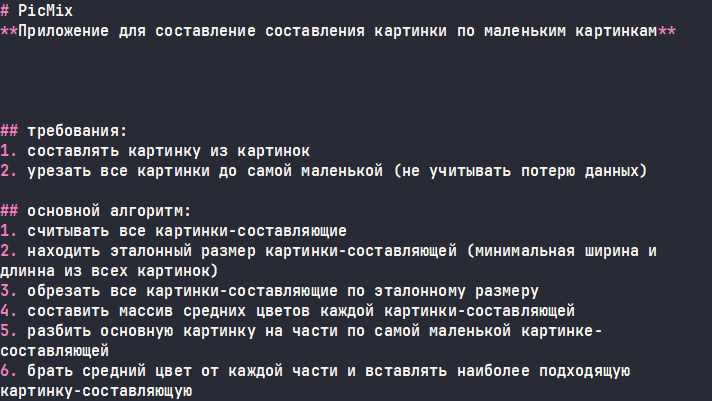 # PicMix
**Приложение для составление составления картинки по маленьким картинкам**
## требования:
1. составлять картинку из картинок
2. урезать все картинки до самой маленькой (не учитывать потерю данных)
## основной алгоритм:
1. считывать все картинки-составляющие
2. находить эталонный размер картинки-составляющей (минимальная ширина и
длинна из всех картинок)
3. обрезать все картинки-составляющие по эталонному размеру
4. составить массив средних цветов каждой картинки-составляющей
5. разбить основную картинку на части по самой маленькой картинке-
составляющей
6. брать средний цвет от каждой части и вставлять наиболее подходящую
картинку-составляющую